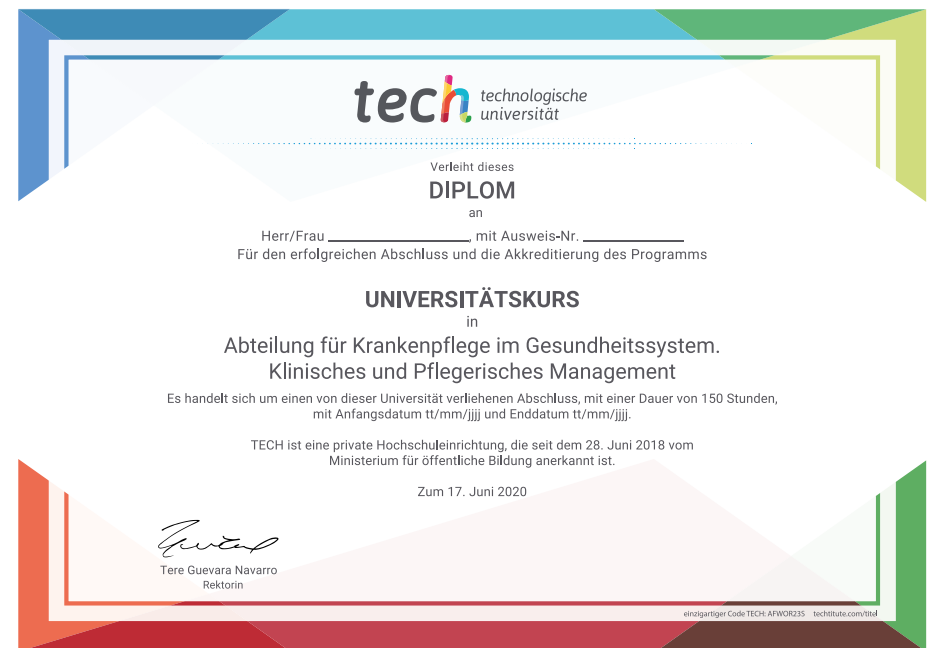 tech technologische
universität
Verleiht dieses
DIPLOM
an
Herr/Frau ____________________, mit Ausweis-Nr. ______________
Für den erfolgreichen Abschluss und die Akkreditierung des Programms
UNIVERSITÄTSKURS
in
Abteilung für Krankenpflege im Gesundheitssystem.
Klinisches und Pflegerisches Management
Es handelt sich um einen von dieser Universität verliehenen Abschluss, mit einer Dauer von 150 Stunden,
mit Anfangsdatum tt/mm/jjjj und Enddatum tt/mm/jjjj.
TECH ist eine private Hochschuleinrichtung, die seit dem 28. Juni 2018 vom
Ministerium für öffentliche Bildung anerkannt ist.
Zum 17. Juni 2020
Tere Guevara Navarro
Rektorin
einzigartiger Code TECH: AFWOR23S techtitute.com/titel